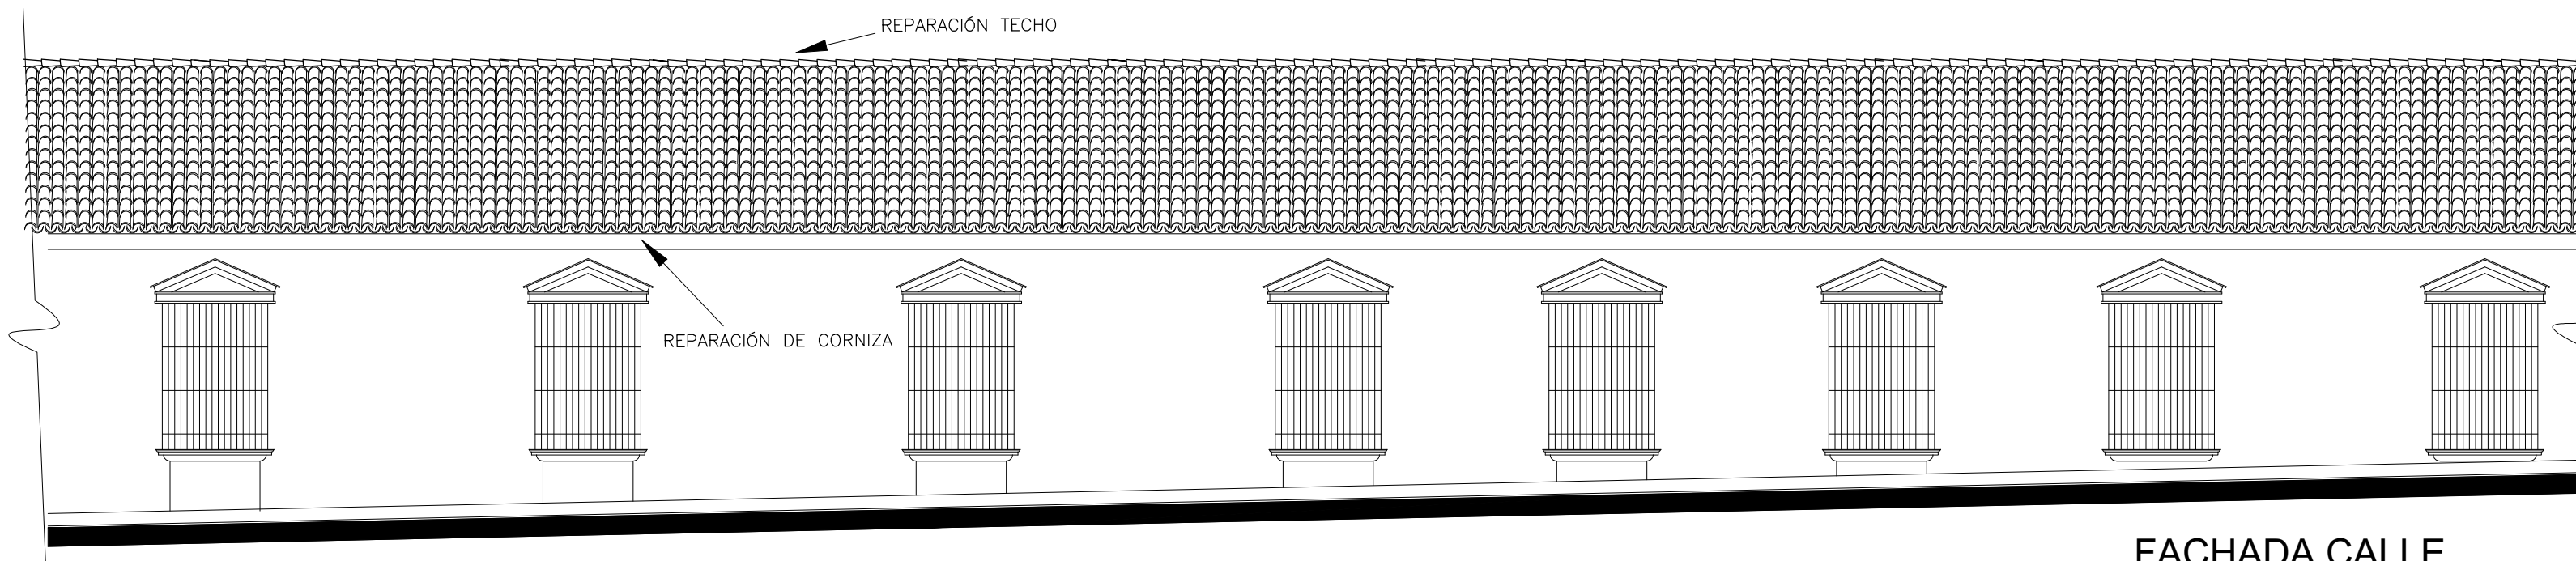 REPARACIÓN TECHO
REPARACIÓN DE CORNIZA
FACHADA CALLE